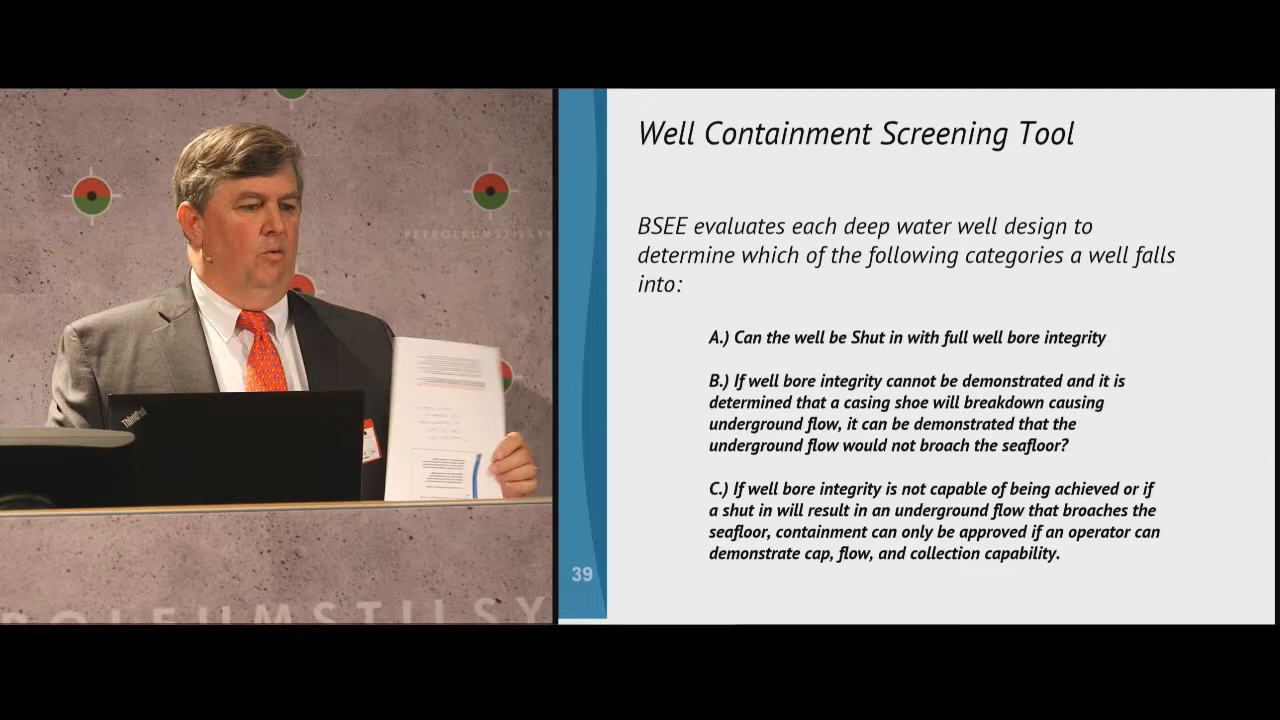 PETROLEUMSTILSY
ThinkPad
ROLEUMSTILSY
Well Containment Screening Tool
BSEE evaluates each deep water well design to
determine which of the following categories a well falls
into:
A.) Can the well be Shut in with full well bore integrity
B.) If well bore integrity cannot be demonstrated and it is
determined that a casing shoe will breakdown causing
underground flow, it can be demonstrated that the
underground flow would not broach the seafloor?
C.) If well bore integrity is not capable of being achieved or if
a shut in will result in an underground flow that broaches the
seafloor, containment can only be approved if an operator can
demonstrate cap, flow, and collection capability.
39